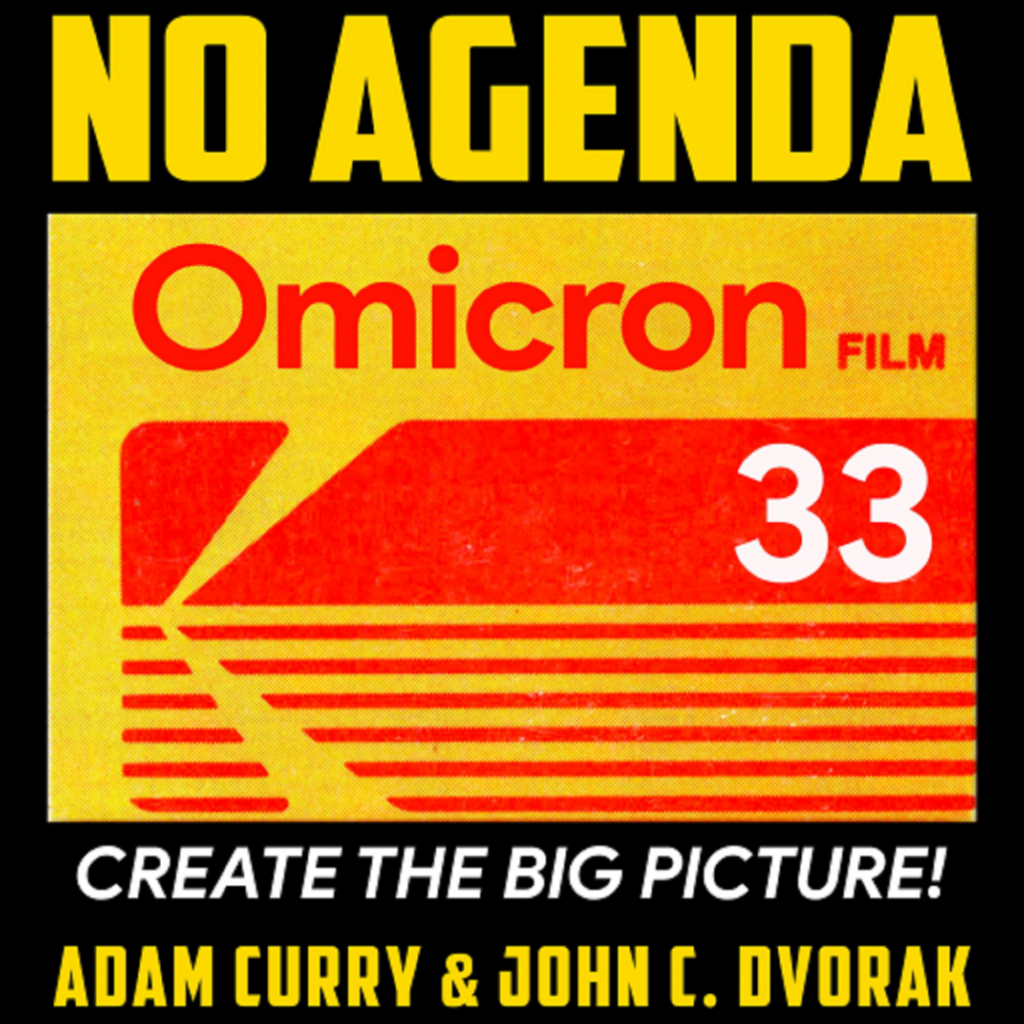 NO AGENDA
Omicron FILM
33
CREATE THE BIG PICTURE!
ADAM CURRY & JOHN C. DVORAK